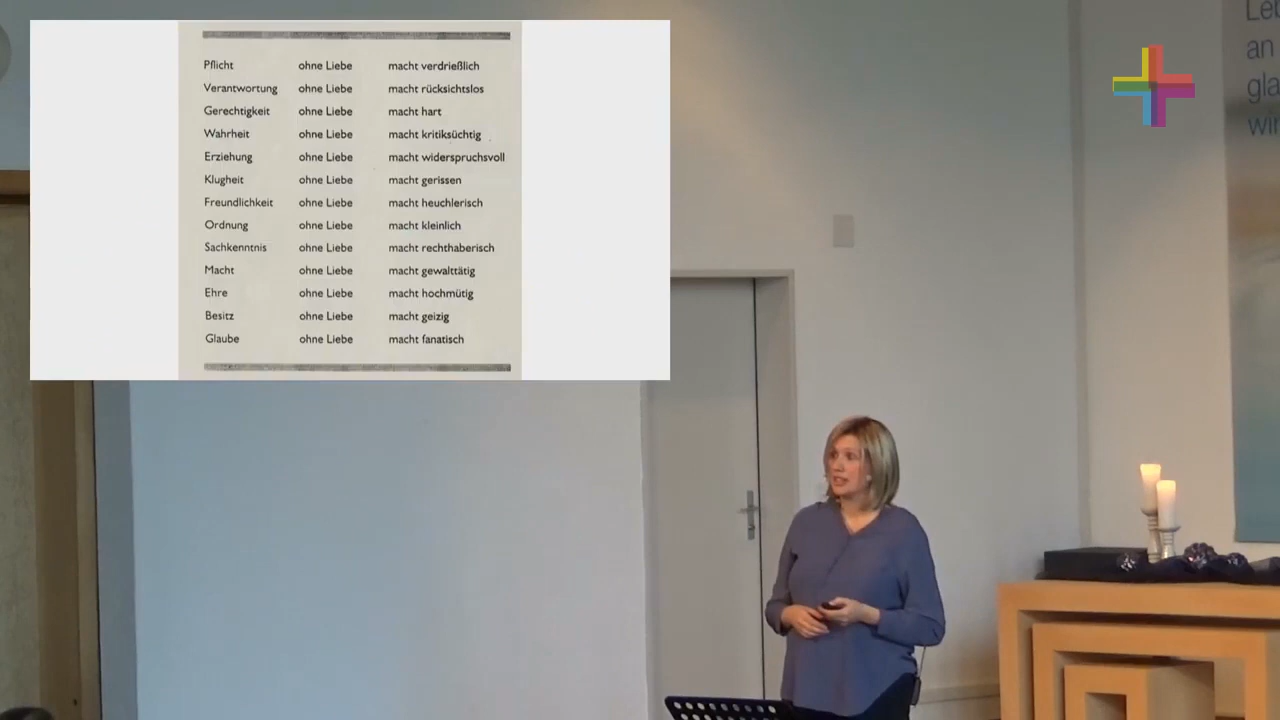 Pflicht ohne Liebe macht verdrießlich
Verantwortung ohne Liebe macht rücksichtslos
Gerechtigkeit ohne Liebe macht hart
Wahrheit ohne Liebe macht kritiksüchtig
Erziehung ohne Liebe macht widerspruchsvoll
Klugheit ohne Liebe macht gerissen
Freundlichkeit ohne Liebe macht heuchlerisch
Ordnung ohne Liebe macht kleinlich
Sachkenntnis ohne Liebe macht rechthaberisch
Macht ohne Liebe macht gewalttätig
Ehre ohne Liebe macht hochmütig
Besitz ohne Liebe macht geizig
Glaube ohne Liebe macht fanatisch
an